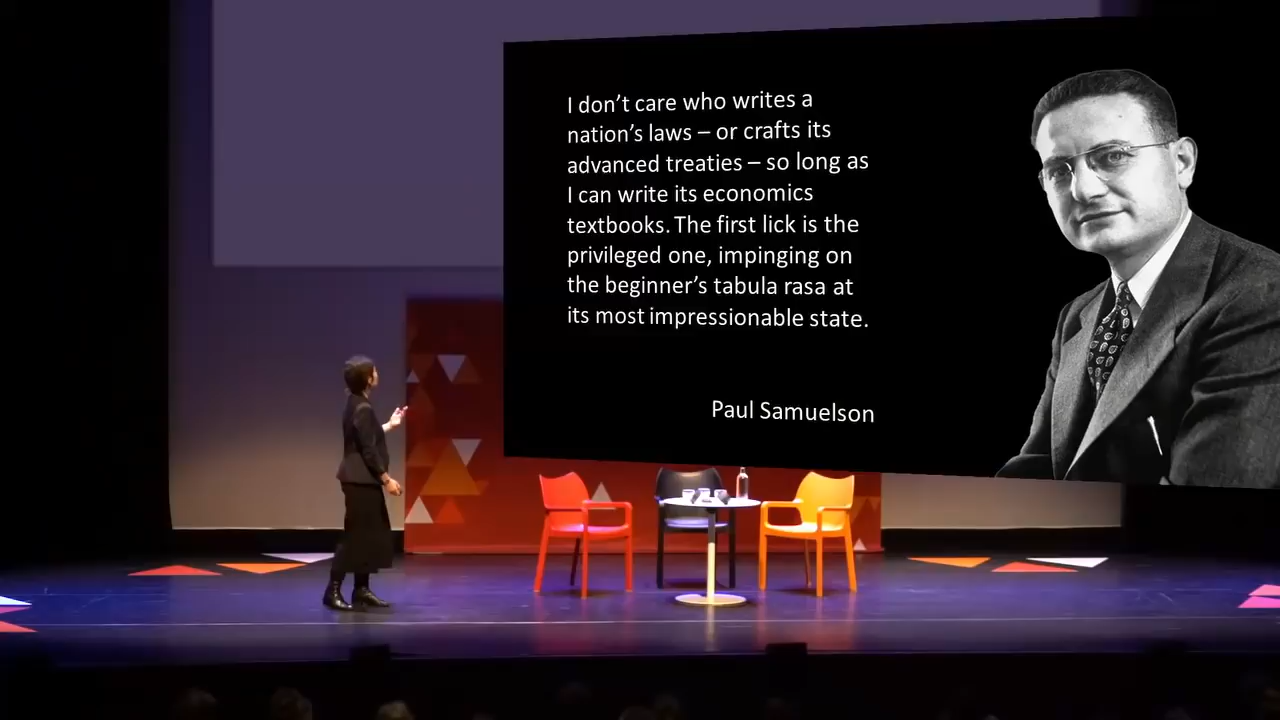 I don’t care who writes a
nation’s laws – or crafts its
advanced treaties – so long as
I can write its economics
textbooks. The first lick is the
privileged one, impinging on
the beginner’s tabula rasa at
its most impressionable state.
Paul Samuelson